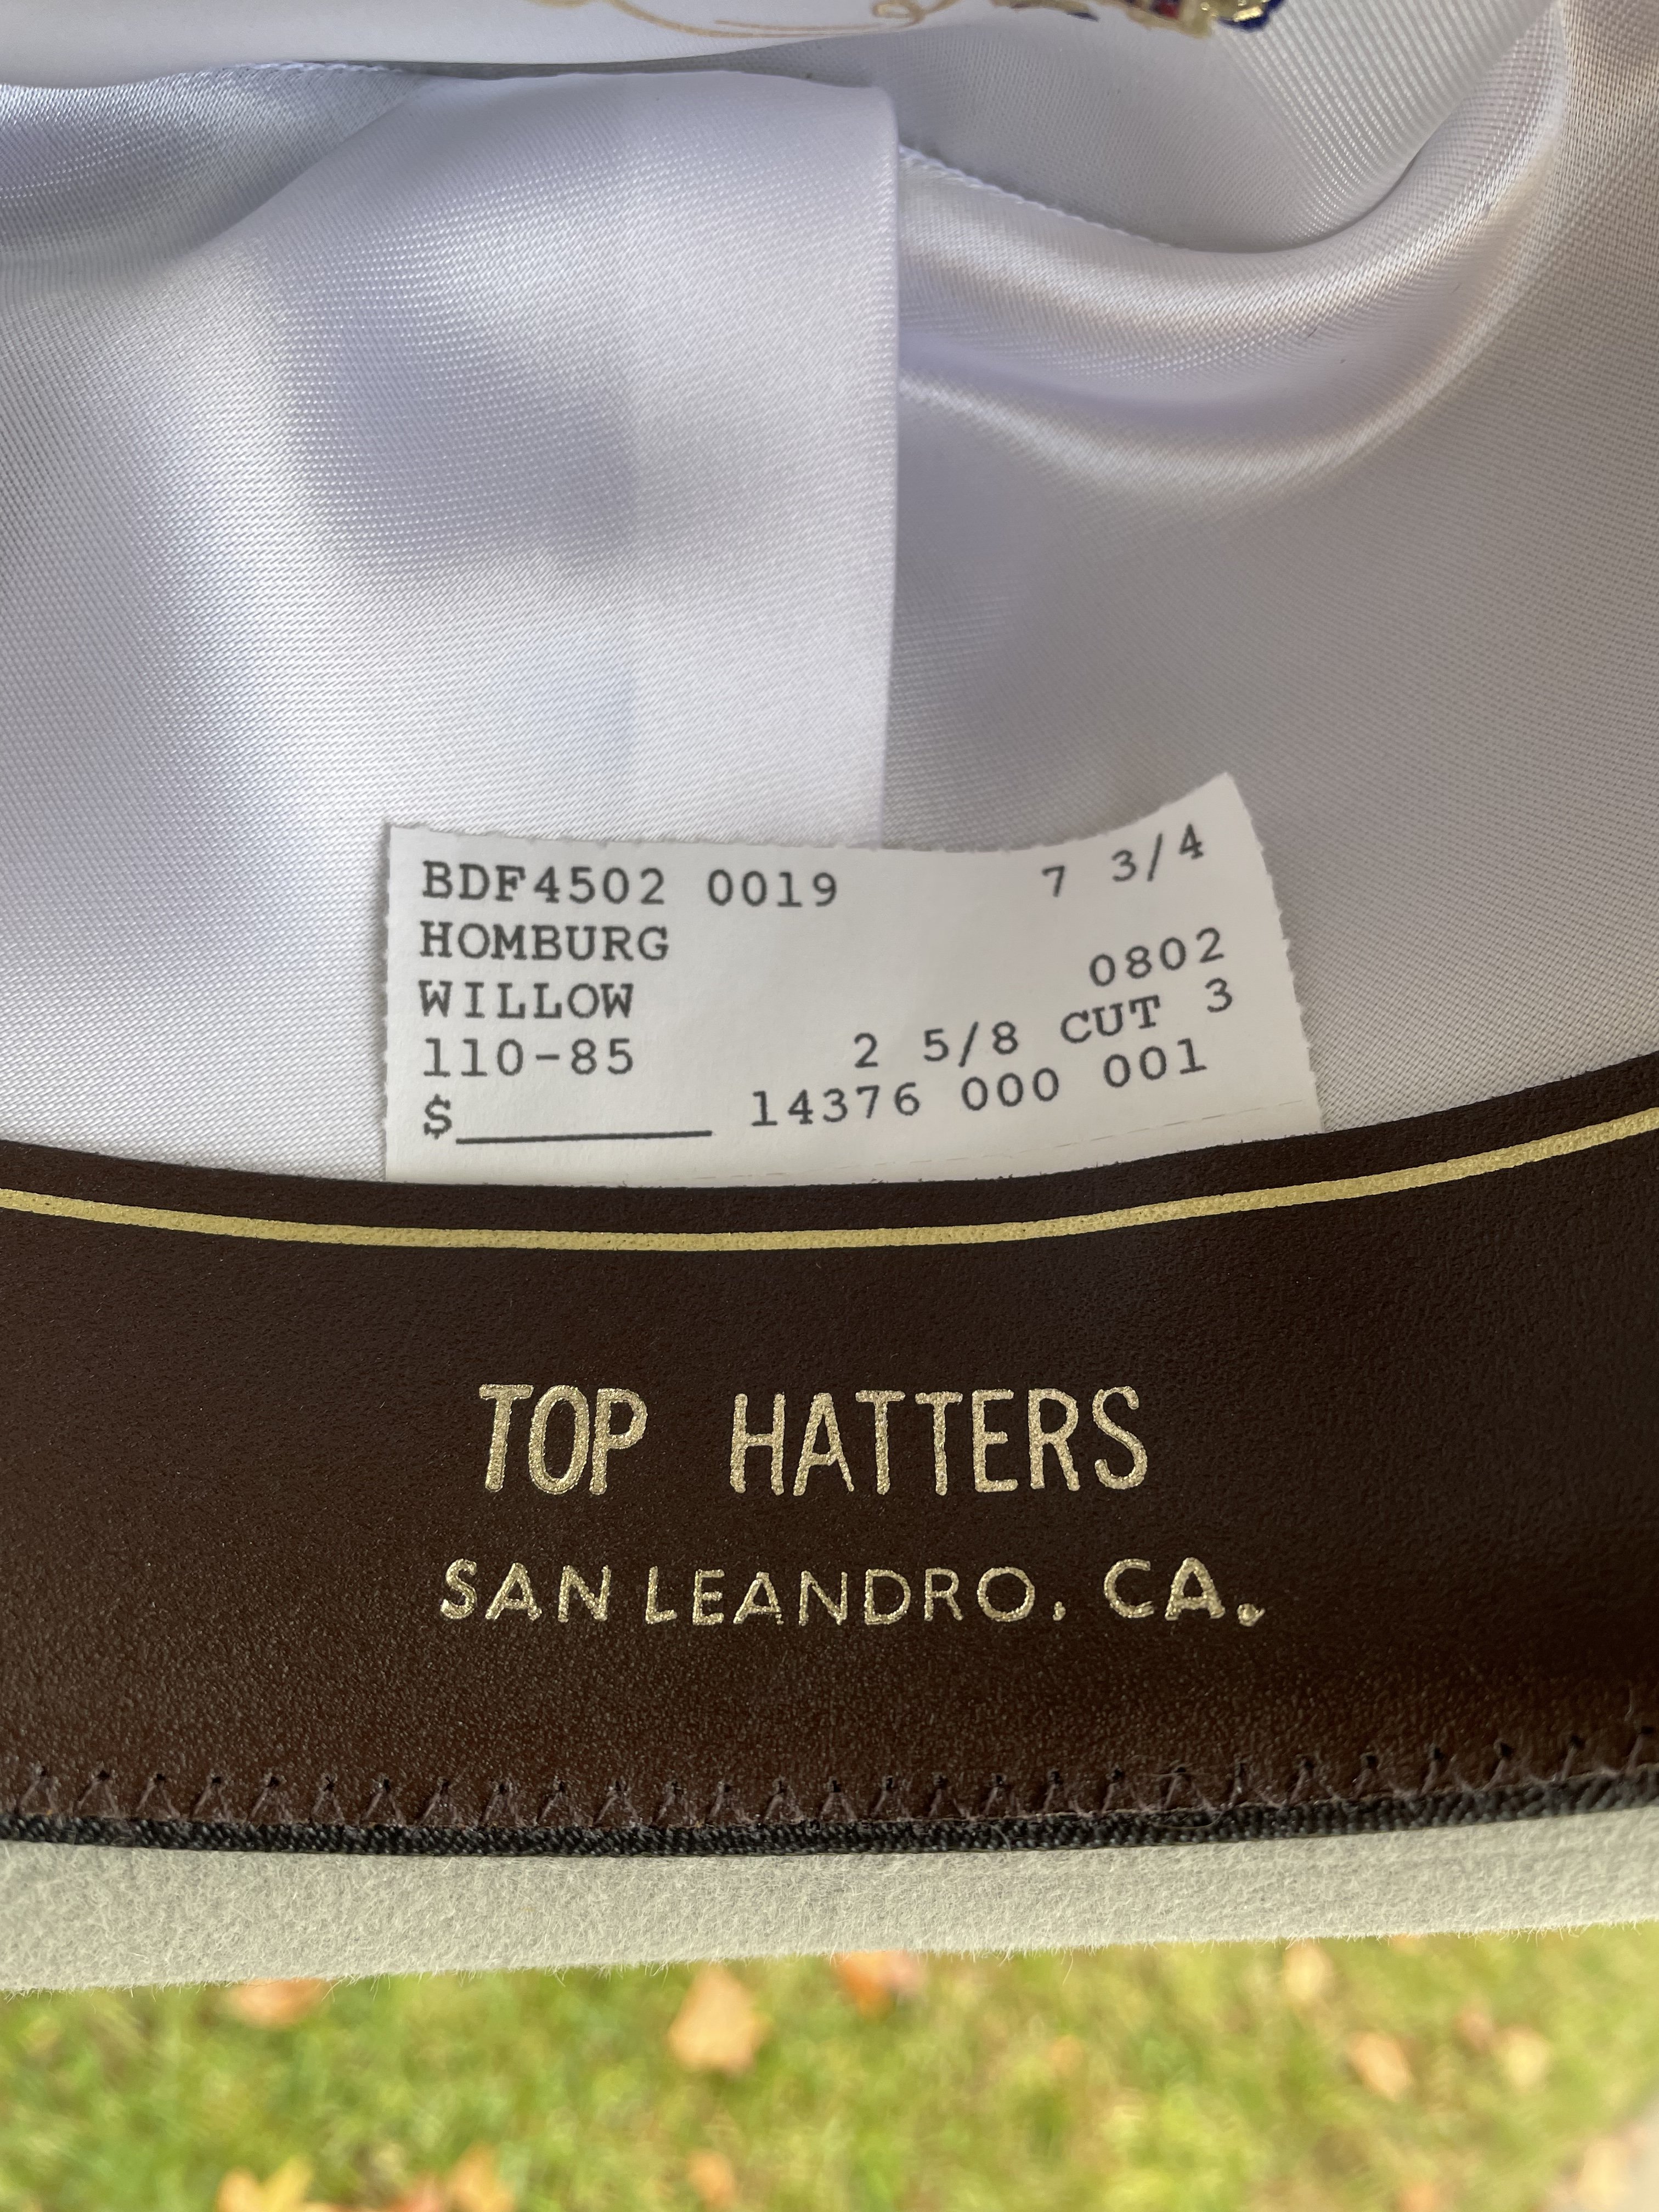 BDF4502 0019 7 3/4
HOMBURG
WILLOW 0802
110-85 2 5/8 CUT 3
$ 14376 000 001
TOP HATTERS
SAN LEANDRO, CA.